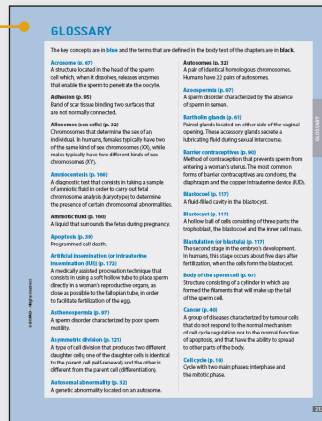 GLOSSARY
The key concepts are in blue and the terms that are defined in the body text of the chapters are in black.
Acrosome (p. 67)
A structure located in the head of the sperm
cell which, when it dissolves, releases enzymes
that enable the sperm to penetrate the oocyte.
Adhesion (p. 95)
Band of scar tissue binding two surfaces that
are not normally connected.
Allosomes (sex cells) (p. 32)
Chromosomes that determine the sex of an
individual. In humans, females typically have two
of the same kind of sex chromosomes (XX), while
males typically have two different kinds of sex
chromosomes (XY).
Amniocentesis (p. 166)
A diagnostic test that consists in taking a sample
of amniotic fluid in order to carry out fetal
chromosome analysis (karyotype) to determine
the presence of certain chromosomal abnormalities.
Amniotic fluid (p. 160)
A liquid that surrounds the fetus during pregnancy.
Apoptosis (p. 39)
Programmed cell death.
Artificial insemination (or intrauterine
insemination (IUI)) (p. 172)
A medically assisted procreation technique that
consists in using a soft hollow tube to place sperm
directly in a woman's reproductive organs, as
close as possible to the fallopian tube, in order
to facilitate fertilization of the egg.
Asthenospermia (p. 97)
A sperm disorder characterized by poor sperm
motility.
Asymmetric division (p. 121)
A type of cell division that produces two different
daughter cells; one of the daughter cells is identical
to the parent cell (self-renewal) and the other is
different from the parent cell (differentiation).
Autosomal abnormality (p. 32)
A genetic abnormality located on an autosome.
Autosomes (p. 32)
A pair of identical homologous chromosomes.
Humans have 22 pairs of autosomes.
Azoospermia (p. 97)
A sperm disorder characterized by the absence
of sperm in semen.
Bartholin glands (p. 91)
Paired glands located on either side of the vaginal
opening. These accessory glands secrete a
lubricating fluid during sexual intercourse.
Barrier contraceptives (p. 90)
Method of contraception that prevents sperm from
entering a woman's uterus. The most common
forms of barrier contraceptives are condoms, the
diaphragm and the copper intrauterine device (IUD).
Blastocoel (p. 117)
A fluid-filled cavity in the blastocyst.
Blastocyst (p. 117)
A hollow ball of cells consisting of three parts the
trophoblast, the blastocoel and the inner cell mass.
Blastulation (or blastula) (p. 117)
The second stage in the embryo's development.
In humans, this stage occurs about five days after
fertilization, when the cells form the blastocyst.
Body of the sperm cell (p. 67)
Structure consisting of a cylinder in which are
formed the filaments that will make up the tail
of the sperm cell.
Cancer (p. 40)
A group of diseases characterized by tumour cells
that do not respond to the normal mechanism
of cell cycle regulation nor to the normal function
of apoptosis, and that have the ability to spread
to other parts of the body.
Cell cycle (p. 19)
Cycle with two main phases: interphase and
the mitotic phase.
GLOSSARY